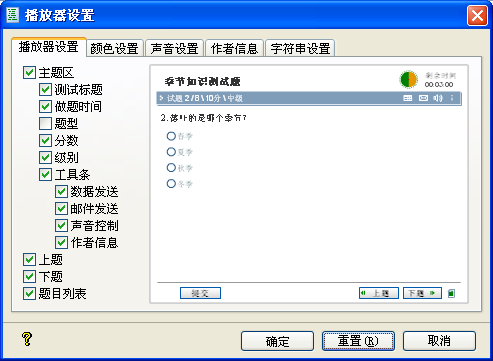 播放器设置
播放器设置 颜色设置 声音设置 作者信息 字符串设置
主题区
测试标题
做题时间
题型
分数
级别
工具条
数据发送
邮件发送
声音控制
作者信息
上题
下题
题目列表
章节知识测试题
剩余时间
00:03:00
试题 2/8\10分\中级
2.落叶的是哪个季节?
春季
夏季
秋季
冬季
提交 上题 下题
? 确定 重置(R) 取消